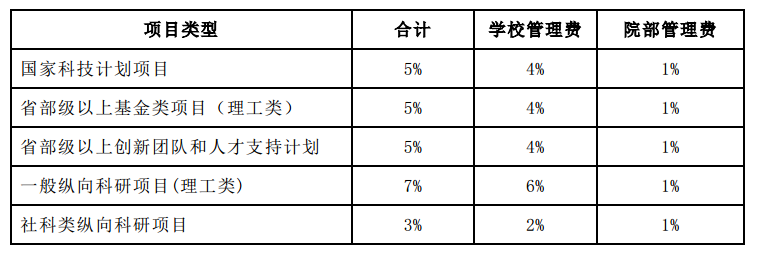 项目类型 合计 学校管理费 院部管理费
国家科技计划项目 5% 4% 1%
省部级以上基金类项目（理工类） 5% 4% 1%
省部级以上创新团队和人才支持计划 5% 4% 1%
一般纵向科研项目(理工类) 7% 6% 1%
社科类纵向科研项目 3% 2% 1%